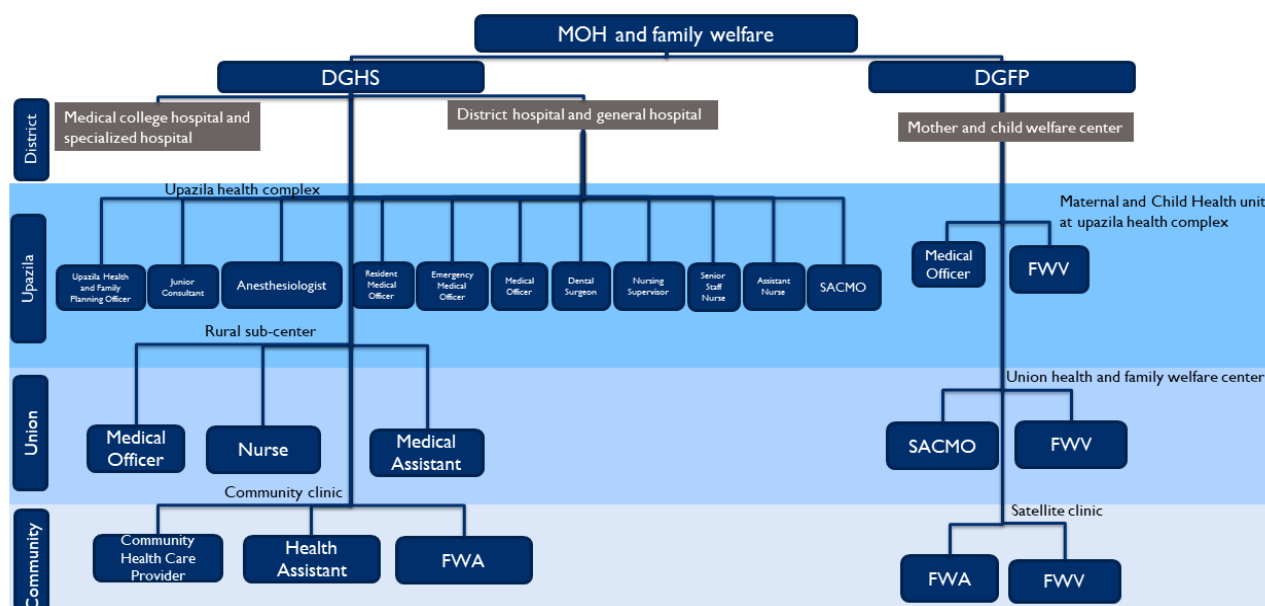 MOH and family welfare
DGHS
DGFP
District
Medical college hospital and
specialized hospital
District hospital and general hospital
Mother and child welfare center
Upazila
Upazila health complex
Maternal and Child Health unit
at upazila health complex
Upazila Health
and Family
Planning Officer
Junior
Consultant
Anesthesiologist
Resident
Medical
Officer
Emergency
Medical
Officer
Medical
Officer
Dental
Surgeon
Nursing
Supervisor
Senior
Staff
Nurse
Assistant
Nurse
SACMO
Medical
Officer
FWV
Rural sub-center
Union
Union health and family welfare center
Medical
Officer
Nurse
Medical
Assistant
SACMO
FWV
Community clinic
Satellite clinic
Community
Community
Health Care
Provider
Health
Assistant
FWA
FWA
FWV